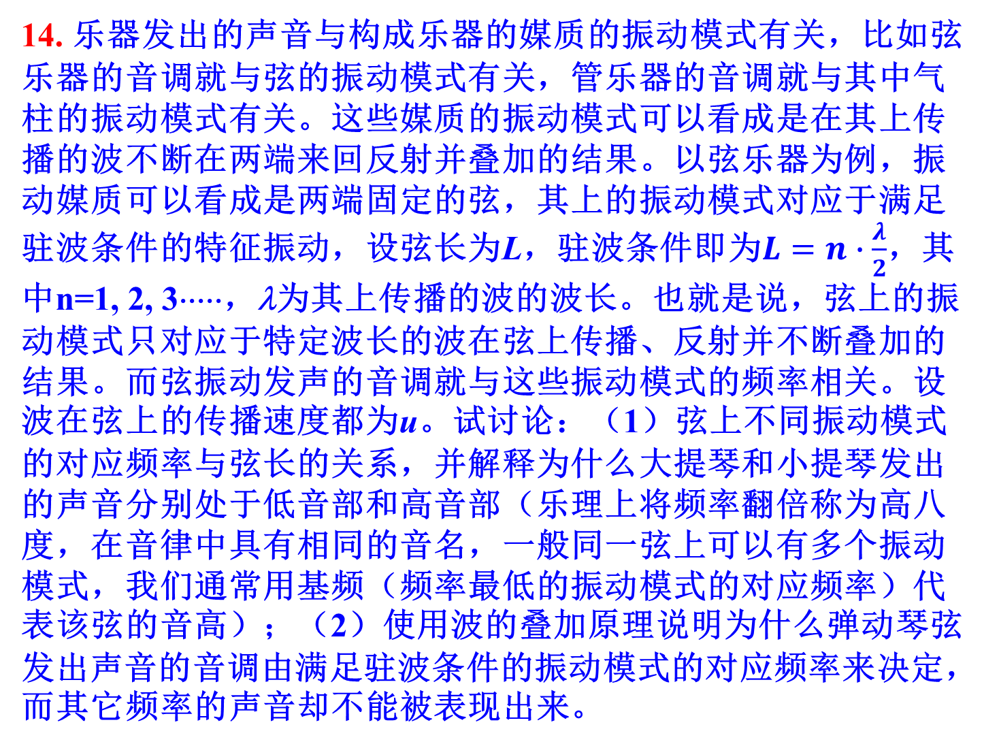 14. 乐器发出的声音与构成乐器的媒质的振动模式有关，比如弦
乐器的音调就与弦的振动模式有关，管乐器的音调就与其中气
柱的振动模式有关。这些媒质的振动模式可以看成是在其上传
播的波不断在两端来回反射并叠加的结果。以弦乐器为例，振
动媒质可以看成是两端固定的弦，其上的振动模式对应于满足
驻波条件的特征振动，设弦长为L，驻波条件即为L = n · λ/2，其
中n=1, 2, 3·····，λ为其上传播的波的波长。也就是说，弦上的振
动模式只对应于特定波长的波在弦上传播、反射并不断叠加的
结果。而弦振动发声的音调就与这些振动模式的频率相关。设
波在弦上的传播速度都为u。试讨论：（1）弦上不同振动模式
的对应频率与弦长的关系，并解释为什么大提琴和小提琴发出
的声音分别处于低音部和高音部（乐理上将频率翻倍称为高八
度，在音律中具有相同的音名，一般同一弦上可以有多个振动
模式，我们通常用基频（频率最低的振动模式的对应频率）代
表该弦的音高）；（2）使用波的叠加原理说明为什么弹动琴弦
发出声音的音调由满足驻波条件的振动模式的对应频率来决定，
而其它频率的声音却不能被表现出来。